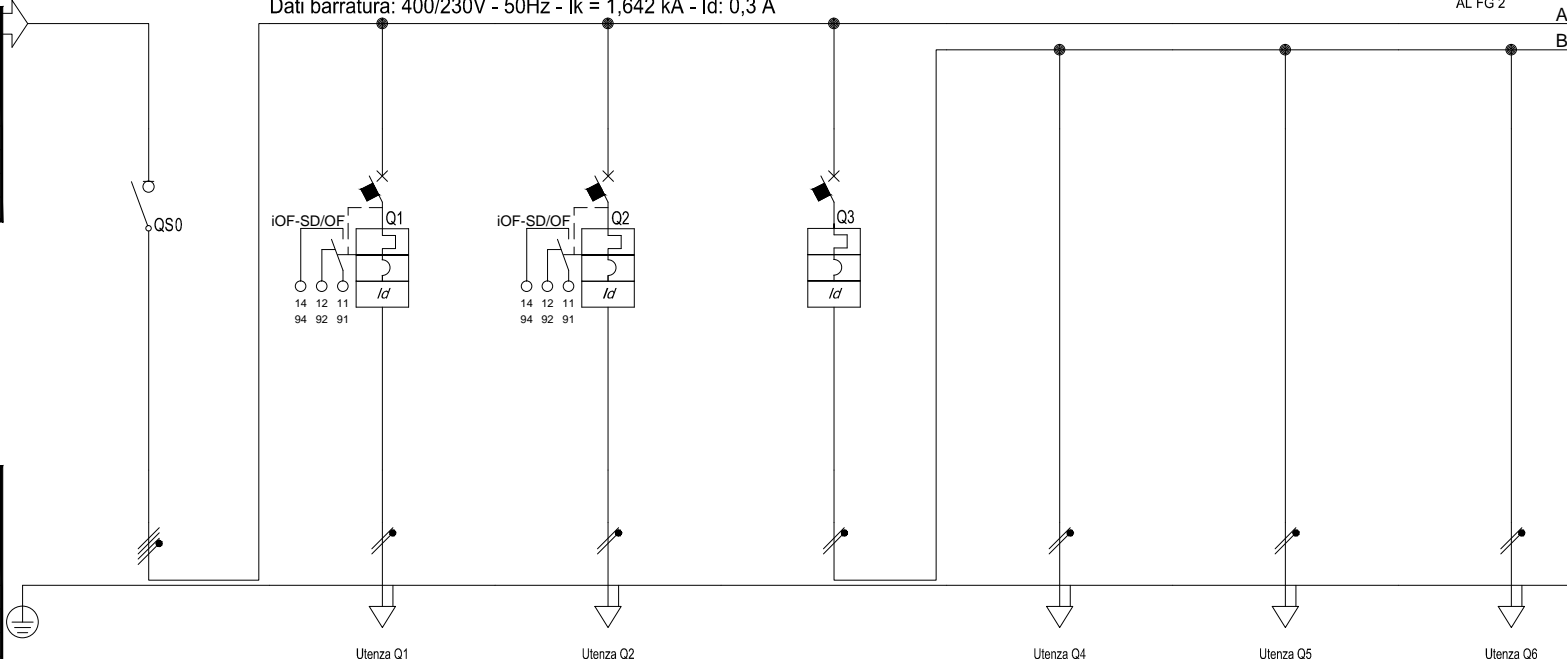 Dati barratura: 400/230V - 50Hz - Ik = 1,642 kA - Id: 0,3 A
AL FG 2
A
B
QS0
iOF-SD/OF
Q1
Id
14 12 11
94 92 91
iOF-SD/OF
Q2
Id
14 12 11
94 92 91
Q3
Id
Utenza Q1
Utenza Q2
Utenza Q4
Utenza Q5
Utenza Q6